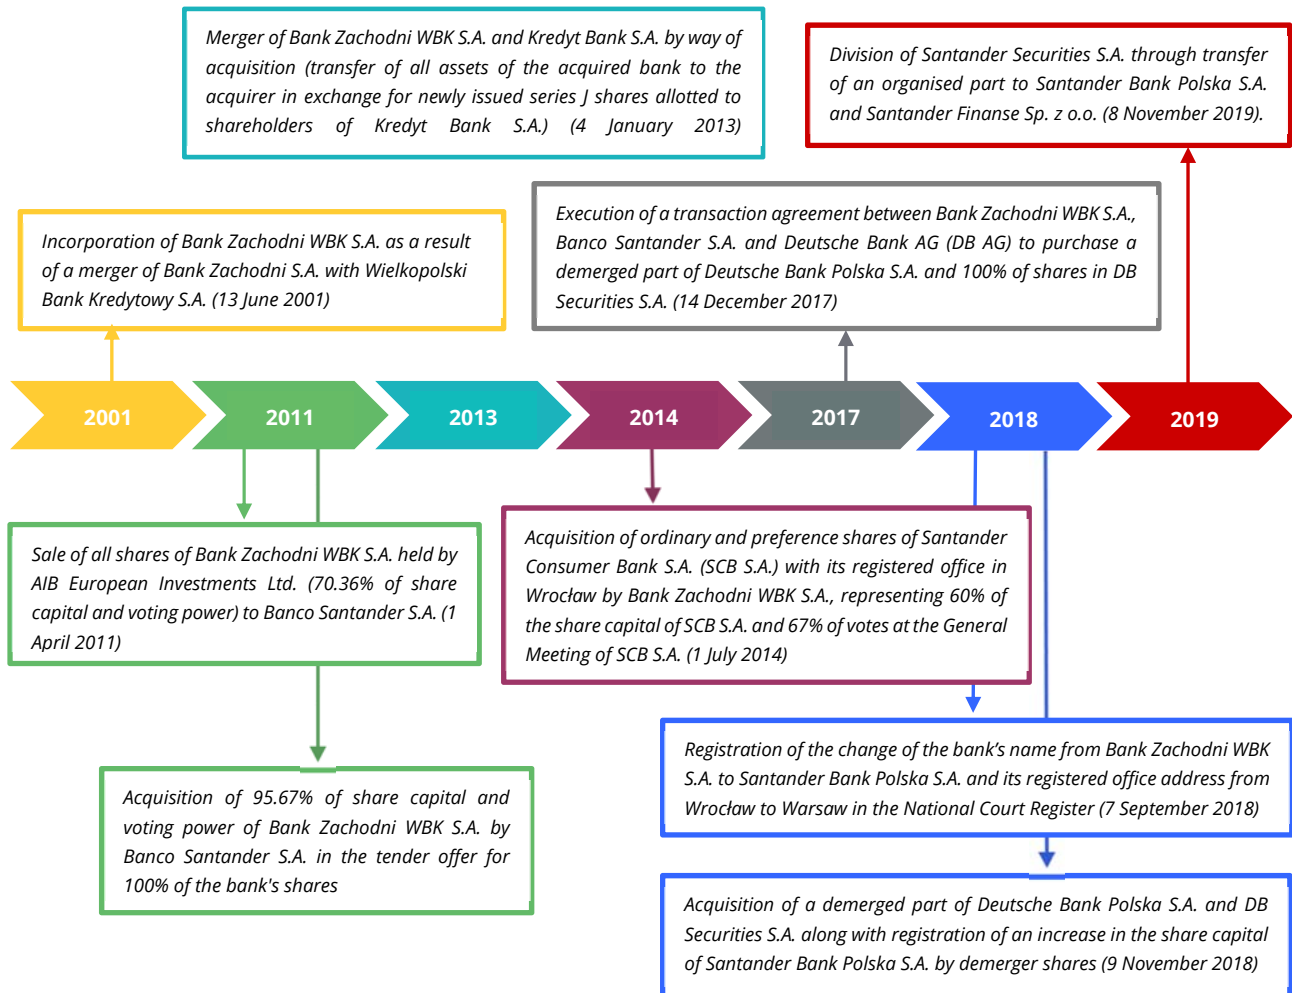 Merger of Bank Zachodni WBK S.A. and Kredyt Bank S.A. by way of
acquisition (transfer of all assets of the acquired bank to the
acquirer in exchange for newly issued series J shares allotted to
shareholders of Kredyt Bank S.A.) (4 January 2013)
Division of Santander Securities S.A. through transfer
of an organised part to Santander Bank Polska S.A.
and Santander Finanse Sp. z o.o. (8 November 2019).
Incorporation of Bank Zachodni WBK S.A. as a result
of a merger of Bank Zachodni S.A. with Wielkopolski
Bank Kredytowy S.A. (13 June 2001)
Execution of a transaction agreement between Bank Zachodni WBK S.A.,
Banco Santander S.A. and Deutsche Bank AG (DB AG) to purchase a
demerged part of Deutsche Bank Polska S.A. and 100% of shares in DB
Securities S.A. (14 December 2017)
2001
2011
2013
2014
2017
2018
2019
Sale of all shares of Bank Zachodni WBK S.A. held by
AIB European Investments Ltd. (70.36% of share
capital and voting power) to Banco Santander S.A. (1
April 2011)
Acquisition of ordinary and preference shares of Santander
Consumer Bank S.A. (SCB S.A.) with its registered office in
Wrocław by Bank Zachodni WBK S.A., representing 60% of
the share capital of SCB S.A. and 67% of votes at the General
Meeting of SCB S.A. (1 July 2014)
Registration of the change of the bank’s name from Bank Zachodni WBK
S.A. to Santander Bank Polska S.A. and its registered office address from
Wrocław to Warsaw in the National Court Register (7 September 2018)
Acquisition of 95.67% of share capital and
voting power of Bank Zachodni WBK S.A. by
Banco Santander S.A. in the tender offer for
100% of the bank's shares
Acquisition of a demerged part of Deutsche Bank Polska S.A. and DB
Securities S.A. along with registration of an increase in the share capital
of Santander Bank Polska S.A. by demerger shares (9 November 2018)